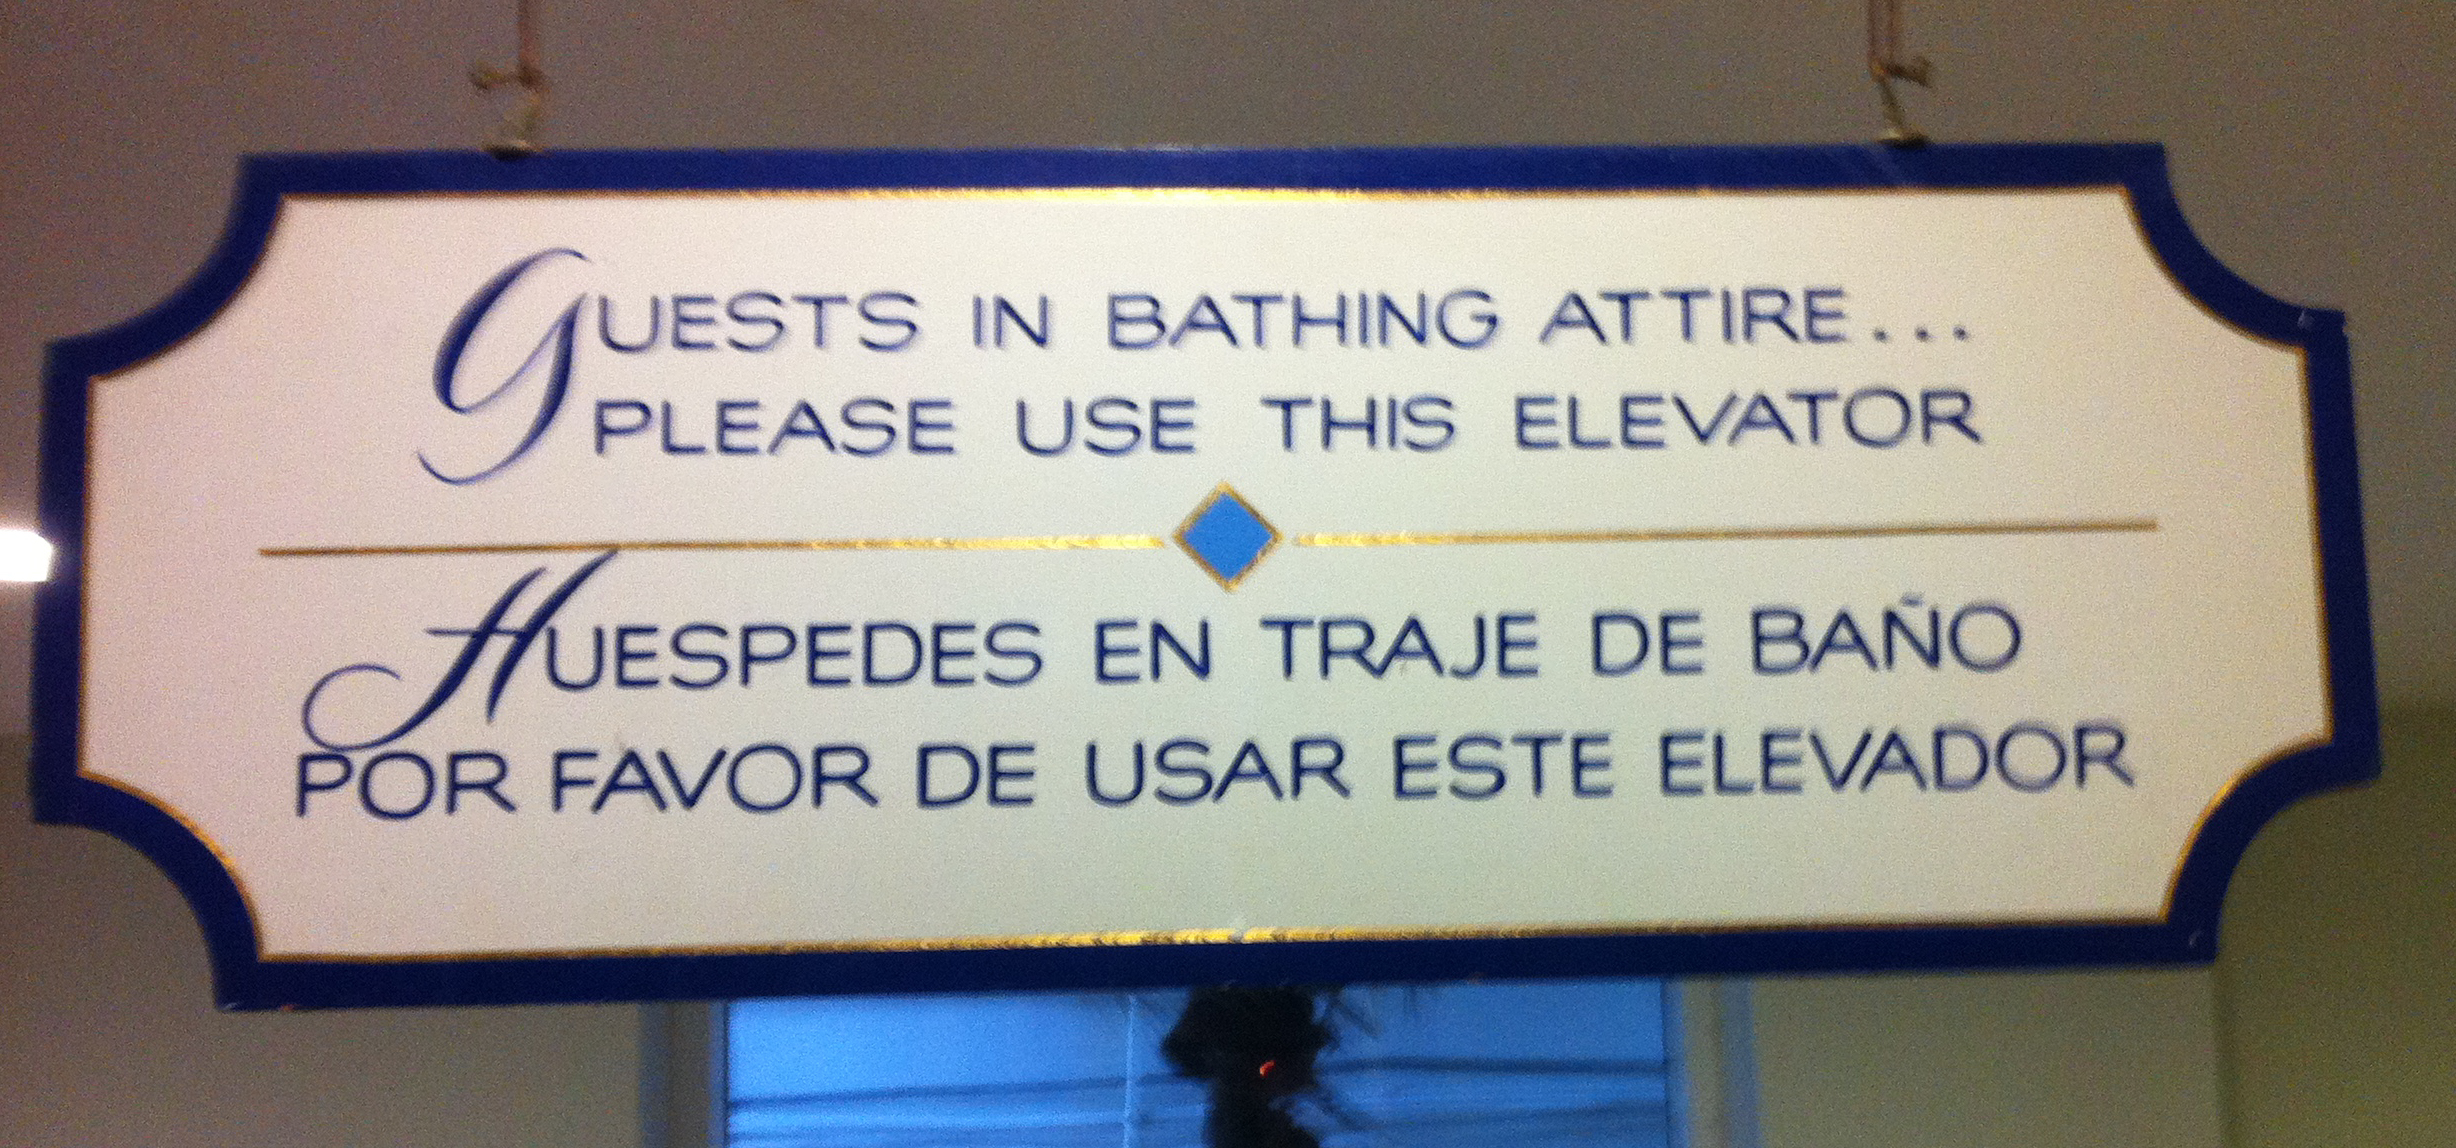 GUESTS IN BATHING ATTIRE...
PLEASE USE THIS ELEVATOR
HUESPEDES EN TRAJE DE BAÑO
POR FAVOR DE USAR ESTE ELEVADOR